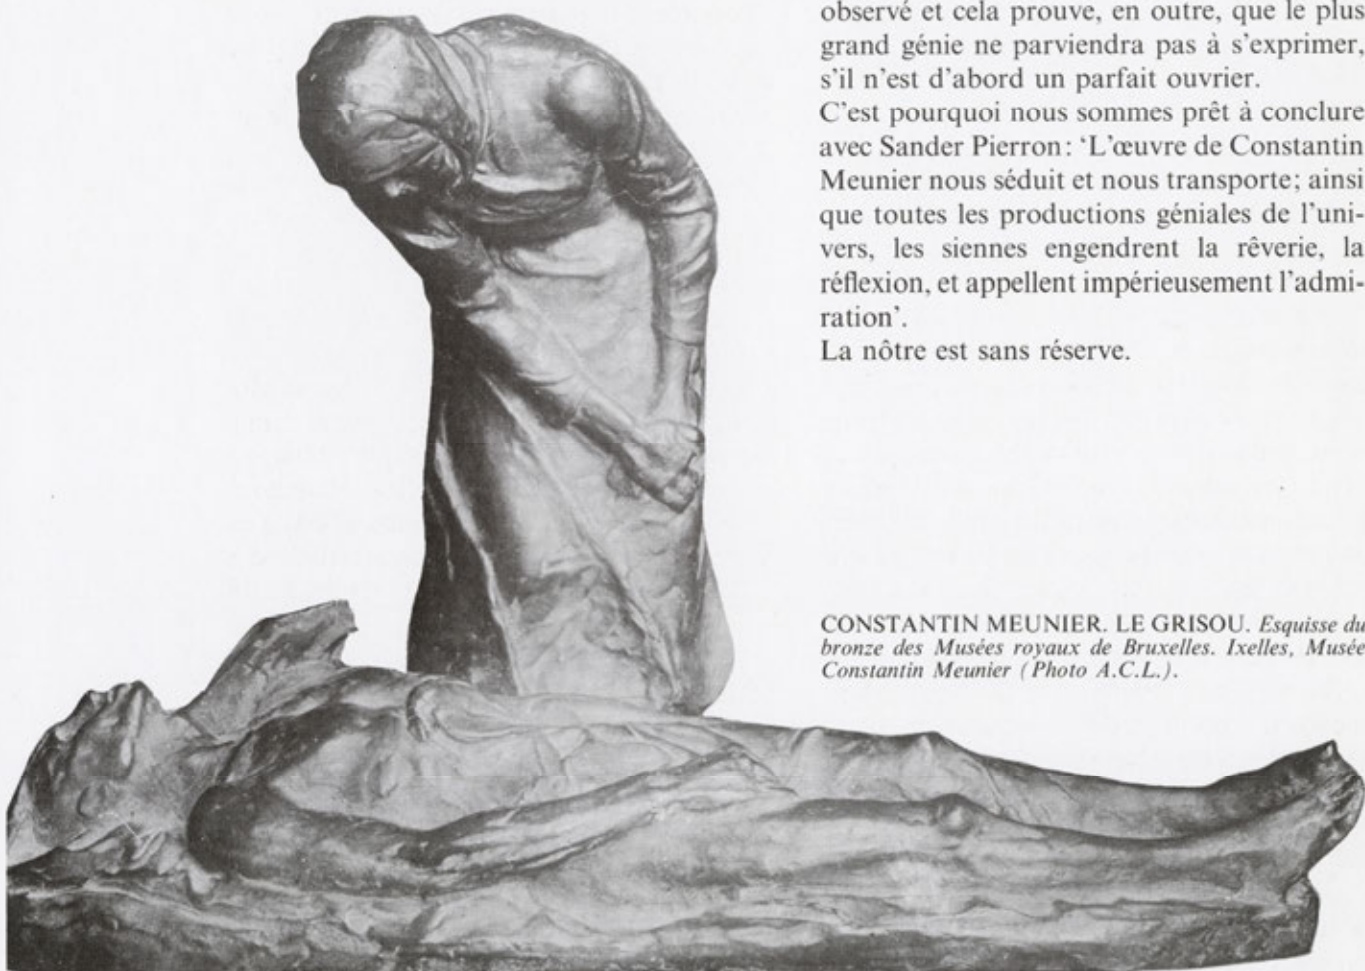 observé et cela prouve, en outre, que le plus
grand génie ne parviendra pas à s'exprimer,
s'il n'est d'abord un parfait ouvrier.
C'est pourquoi nous sommes prêt à conclure
avec Sander Pierron: ‘L'œuvre de Constantin
Meunier nous séduit et nous transporte; ainsi
que toutes les productions géniales de l'uni-
vers, les siennes engendrent la rêverie, la
réflexion, et appellent impérieusement l'admi-
ration’.
La nôtre est sans réserve.
CONSTANTIN MEUNIER. LE GRISOU. Esquisse du
bronze des Musées royaux de Bruxelles. Ixelles, Musée
Constantin Meunier (Photo A.C.L.).